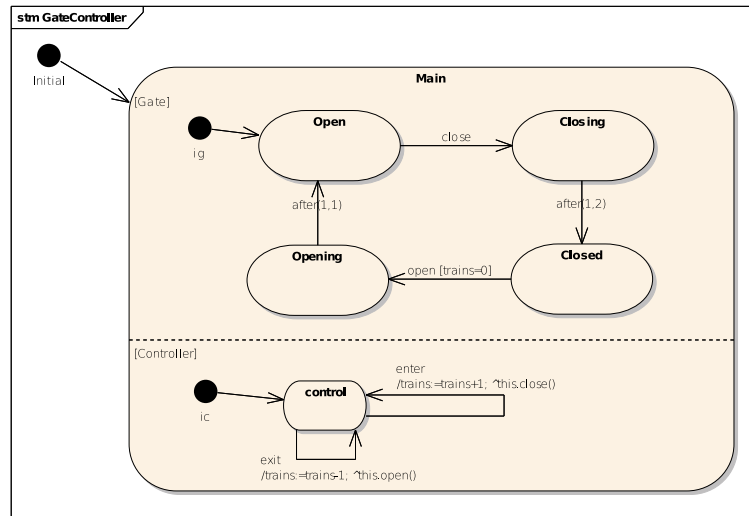 stm GateController
Initial
Main
[Gate]
ig
Open
close
Closing
after(1,1)
after(1,2)
Opening
open [trains=0]
Closed
[Controller]
ic
control
enter
/trains:=trains+1; ^this.close()
exit
/trains:=trains-1; ^this.open()